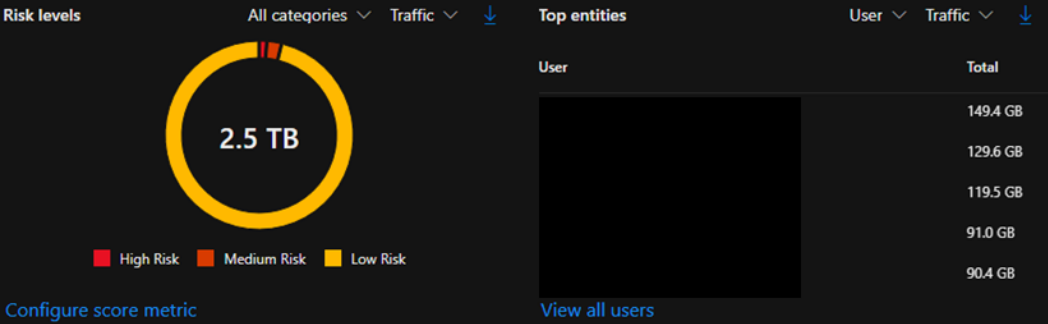 Risk levels
All categories
Traffic
2.5 TB
High Risk
Medium Risk
Low Risk
Configure score metric
Top entities
User
Traffic
User
Total
149.4 GB
129.6 GB
119.5 GB
91.0 GB
90.4 GB
View all users